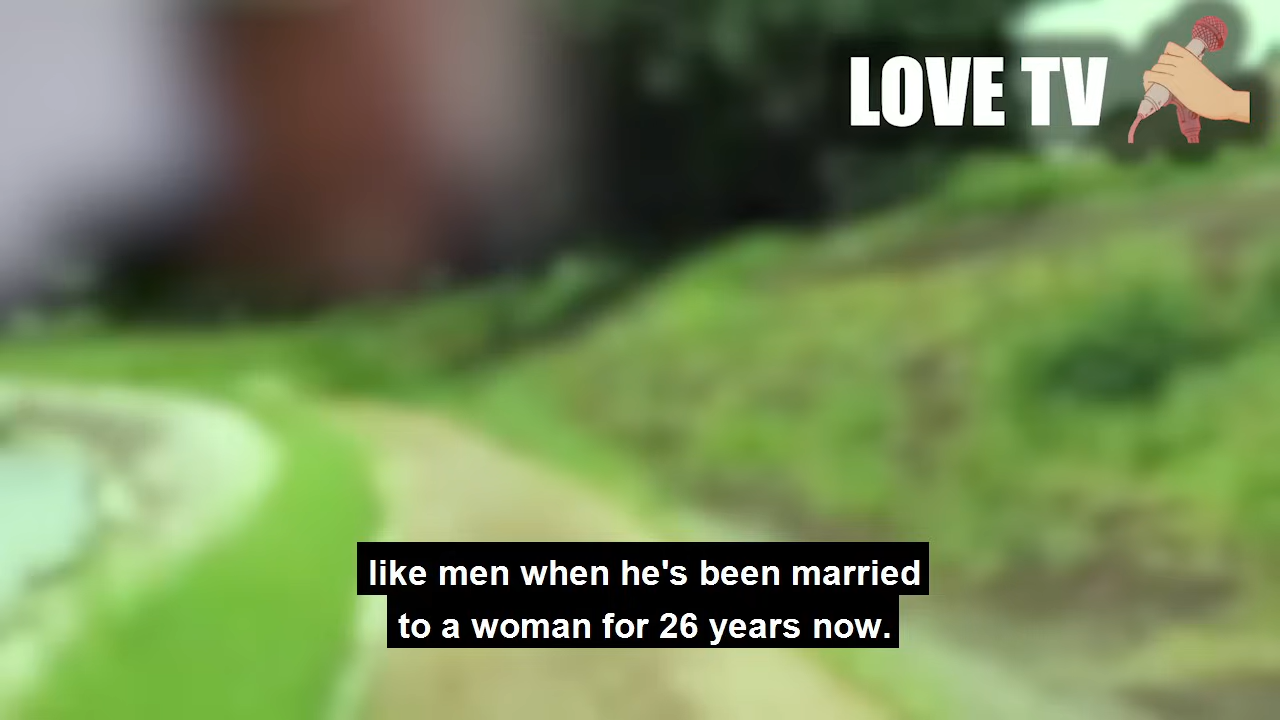 LOVE TV
like men when he's been married
to a woman for 26 years now.